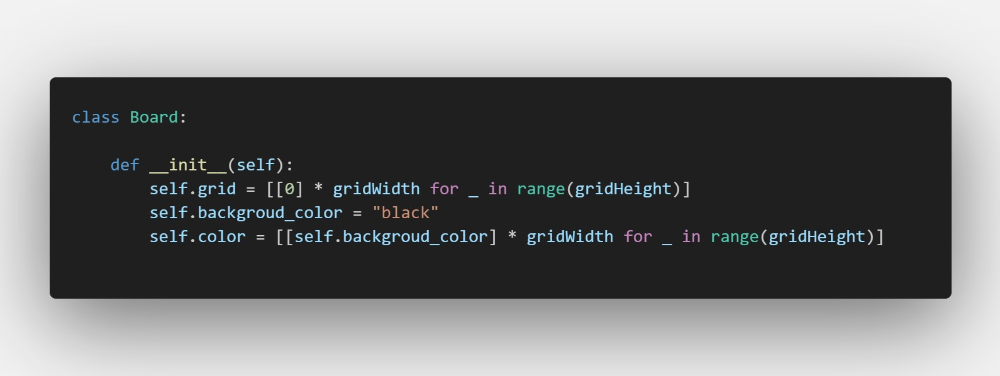 class Board:
    def __init__(self):
        self.grid = [[0] * gridWidth for _ in range(gridHeight)]
        self.backgroud_color = "black"
        self.color = [[self.backgroud_color] * gridWidth for _ in range(gridHeight)]